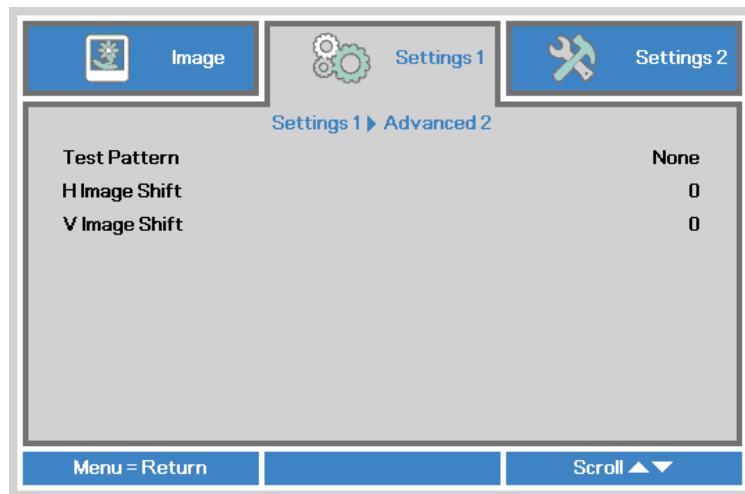 Image
Settings 1
Settings 2
Settings 1 ▶ Advanced 2
Test Pattern None
H Image Shift 0
V Image Shift 0
Menu = Return
Scroll ▲▼